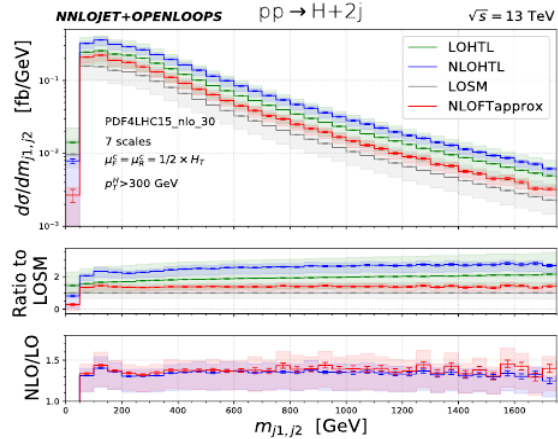 NNLOJET+OPENLOOPS pp → H+2j √s = 13 TeV
dσ/dm_{j1,j2} [fb/GeV]
10⁻¹
10⁻²
10⁻³
LOHTL
NLOHTL
LOSM
NLOFTapprox
PDF4LHC15_nlo_30
7 scales
μ_F^c = μ_R^c = 1/2 × H_T
p_T^H > 300 GeV
Ratio to
LOSM
2
0
NLO/LO
1.5
1.0
0 200 400 600 800 1000 1200 1400 1600
m_{j1,j2} [GeV]